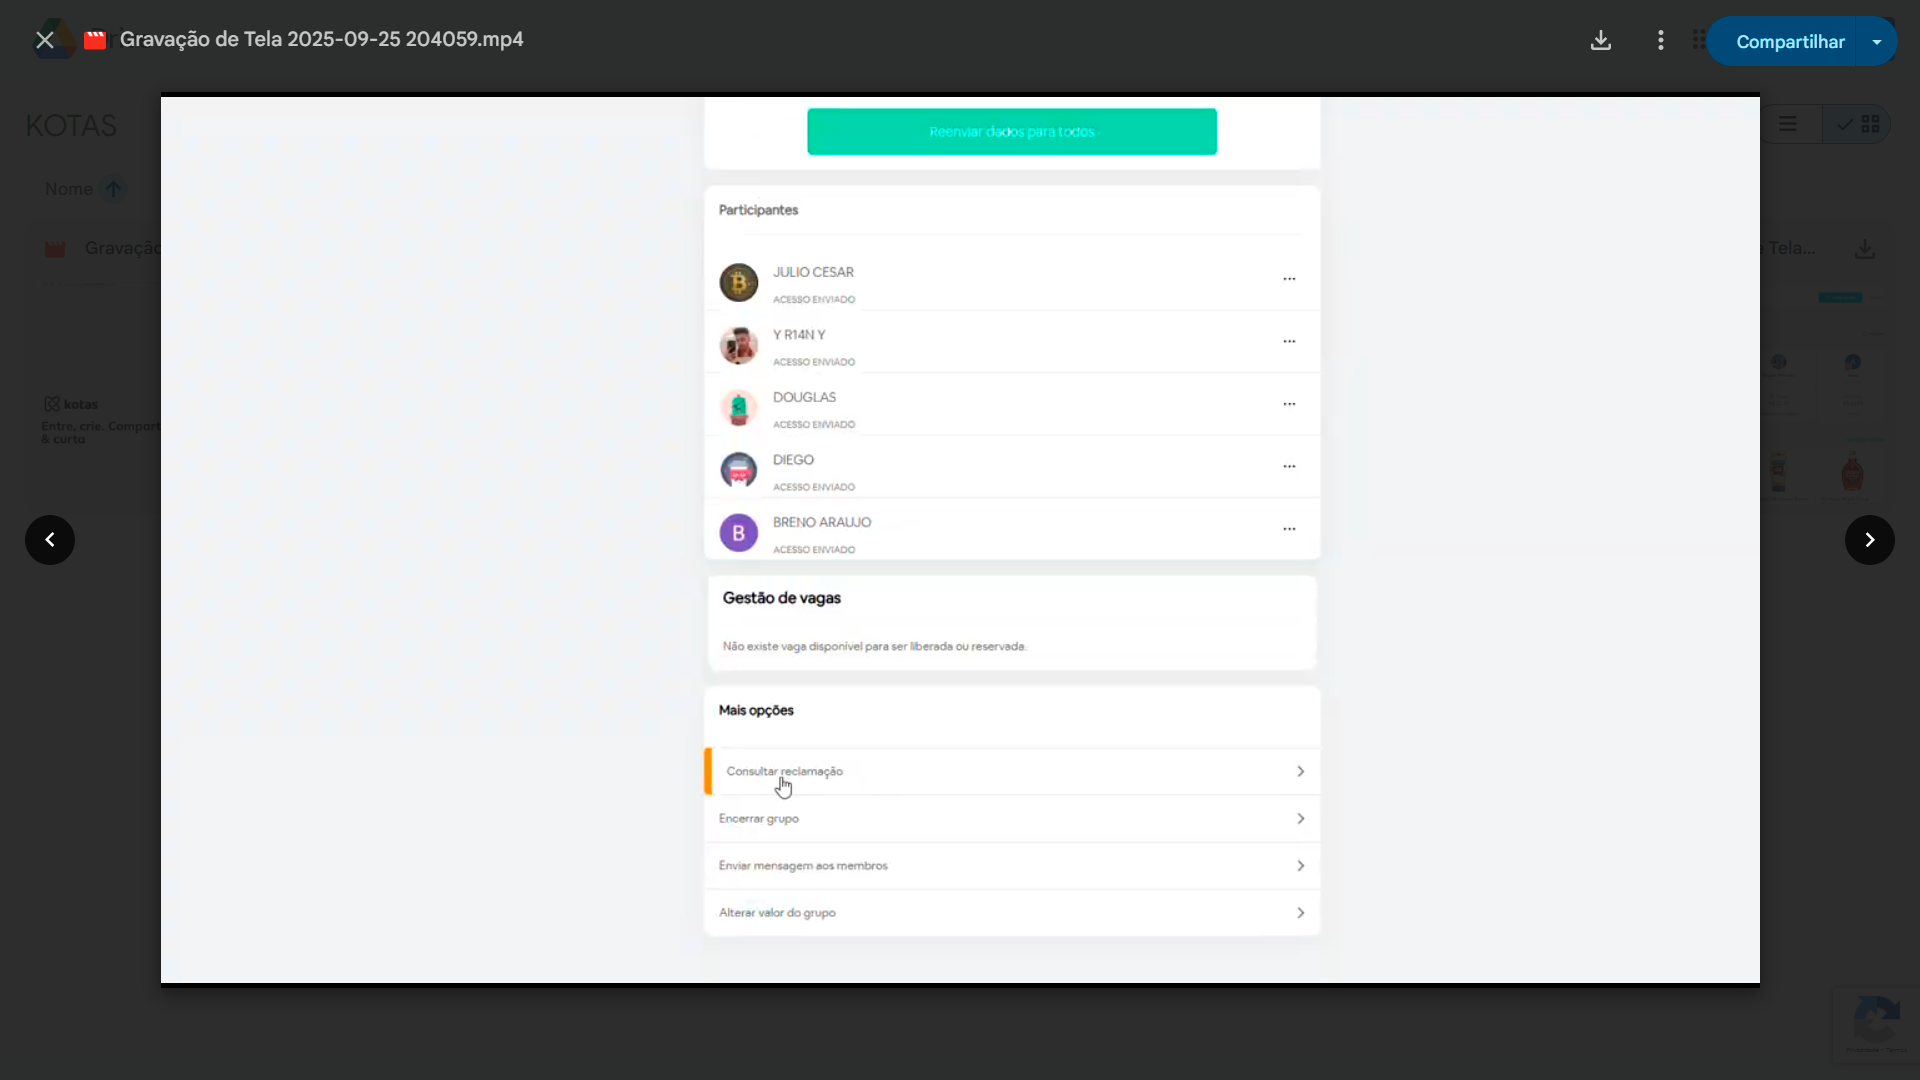 Gravação de Tela 2025-09-25 204059.mp4
Compartilhar
KOTAS
Nome
Gravação
e Tela...
Reenviar dados para todos
Participantes
JULIO CESAR
ACESSO ENVIADO
Y R14N Y
ACESSO ENVIADO
DOUGLAS
ACESSO ENVIADO
DIEGO
ACESSO ENVIADO
B
BRENO ARAUJO
ACESSO ENVIADO
kotas
Entre, crie. Compart
& curta
Gestão de vagas
Não existe vaga disponível para ser liberada ou reservada.
Mais opções
Consultar reclamação
Encerrar grupo
Enviar mensagem aos membros
Alterar valor do grupo